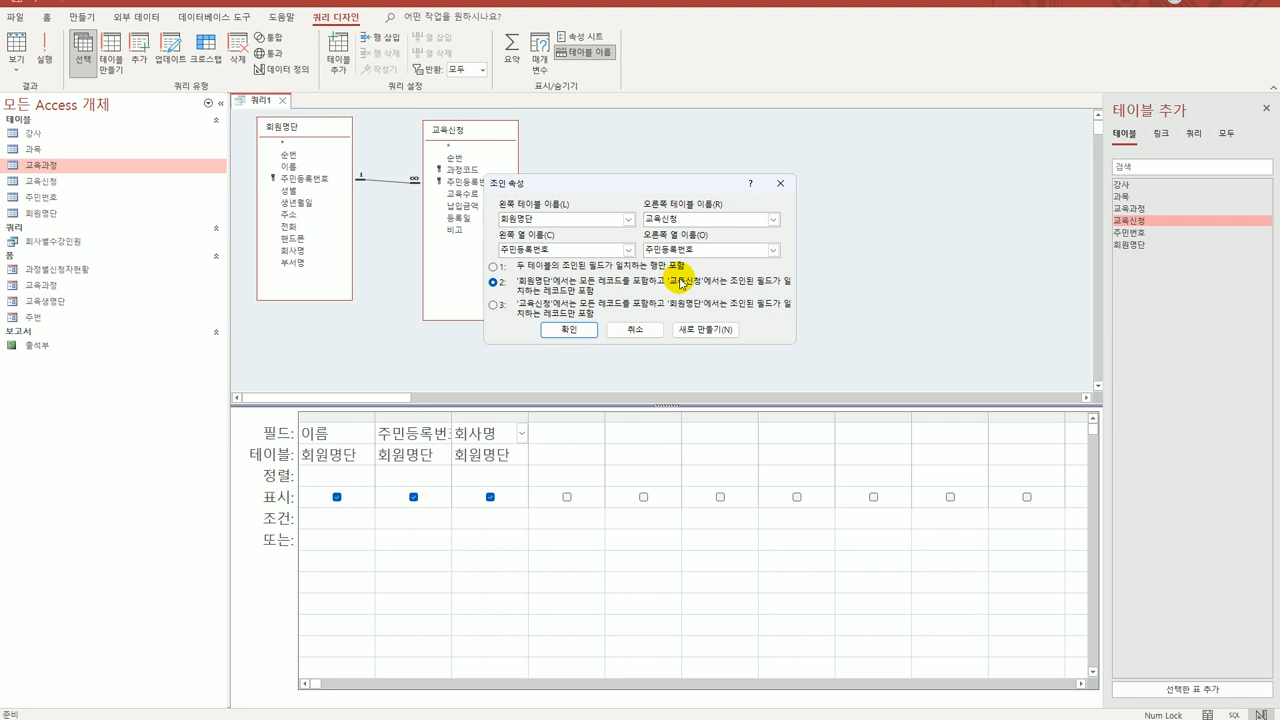 파일 홈 만들기 외부 데이터 데이터베이스 도구 도움말 쿼리 디자인 어떤 작업을 원하시나요?
보기 실행 선택 테이블 만들기 추가 업데이트 크로스탭 삭제 통합 통과 데이터 정의 테이블 추가 행 삽입 행 삭제 작성기 열 삽입 열 삭제 반환: 모두 요약 매개 변수 속성 시트 테이블 이름
결과 쿼리 유형 쿼리 설정 표시/숨기기
모든 Access 개체
테이블
강사
과목
교육과정
교육신청
주민번호
회원명단
쿼리
회사별수강인원
폼
과정별신청자현황
교육과정
교육생명단
주번
보고서
출석부
쿼리1
회원명단
*
순번
이름
주민등록번호
성별
생년월일
주소
전화
핸드폰
회사명
부서명
1 ∞
교육신청
*
순번
과정코드
주민등록번
교육수료
납입금액
등록일
비고
조인 속성 ?
왼쪽 테이블 이름(L) 오른쪽 테이블 이름(R)
회원명단 교육신청
왼쪽 열 이름(C) 오른쪽 열 이름(O)
주민등록번호 주민등록번호
1: 두 테이블의 조인된 필드가 일치하는 행만 포함
2: '회원명단'에서는 모든 레코드를 포함하고 '교육신청'에서는 조인된 필드가 일
치하는 레코드만 포함
3: '교육신청'에서는 모든 레코드를 포함하고 '회원명단'에서는 조인된 필드가 일
치하는 레코드만 포함
확인 취소 새로 만들기(N)
필드: 이름 주민등록번호 회사명
테이블: 회원명단 회원명단 회원명단
정렬:
표시:
조건:
또는:
테이블 추가
테이블 링크 쿼리 모두
검색
강사
과목
교육과정
교육신청
주민번호
회원명단
선택한 표 추가
준비 Num Lock SQL